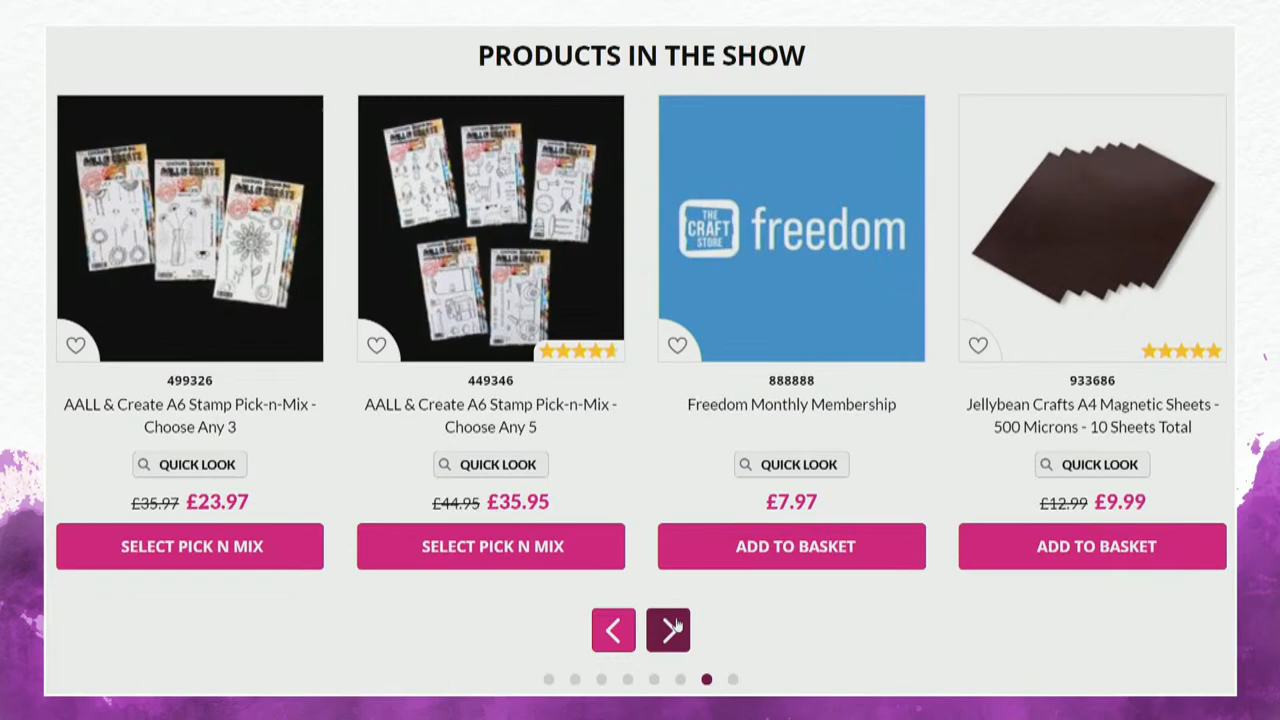 PRODUCTS IN THE SHOW
THE
CRAFT
STORE
freedom
499326
AALL & Create A6 Stamp Pick-n-Mix -
Choose Any 3
QUICK LOOK
£35.97 £23.97
SELECT PICK N MIX
449346
AALL & Create A6 Stamp Pick-n-Mix -
Choose Any 5
QUICK LOOK
£44.95 £35.95
SELECT PICK N MIX
888888
Freedom Monthly Membership
QUICK LOOK
£7.97
ADD TO BASKET
933686
Jellybean Crafts A4 Magnetic Sheets -
500 Microns - 10 Sheets Total
QUICK LOOK
£12.99 £9.99
ADD TO BASKET